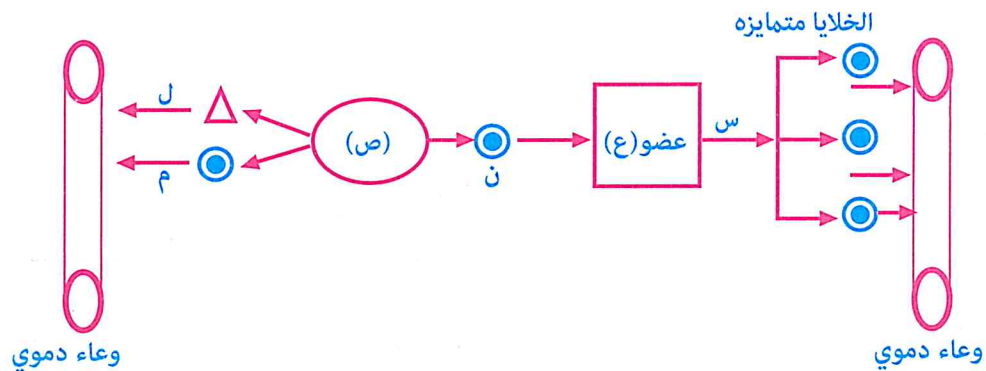 الخلايا متمايزه
س
عضو(ع)
ن
(ص)
ل
م
وعاء دموي
وعاء دموي